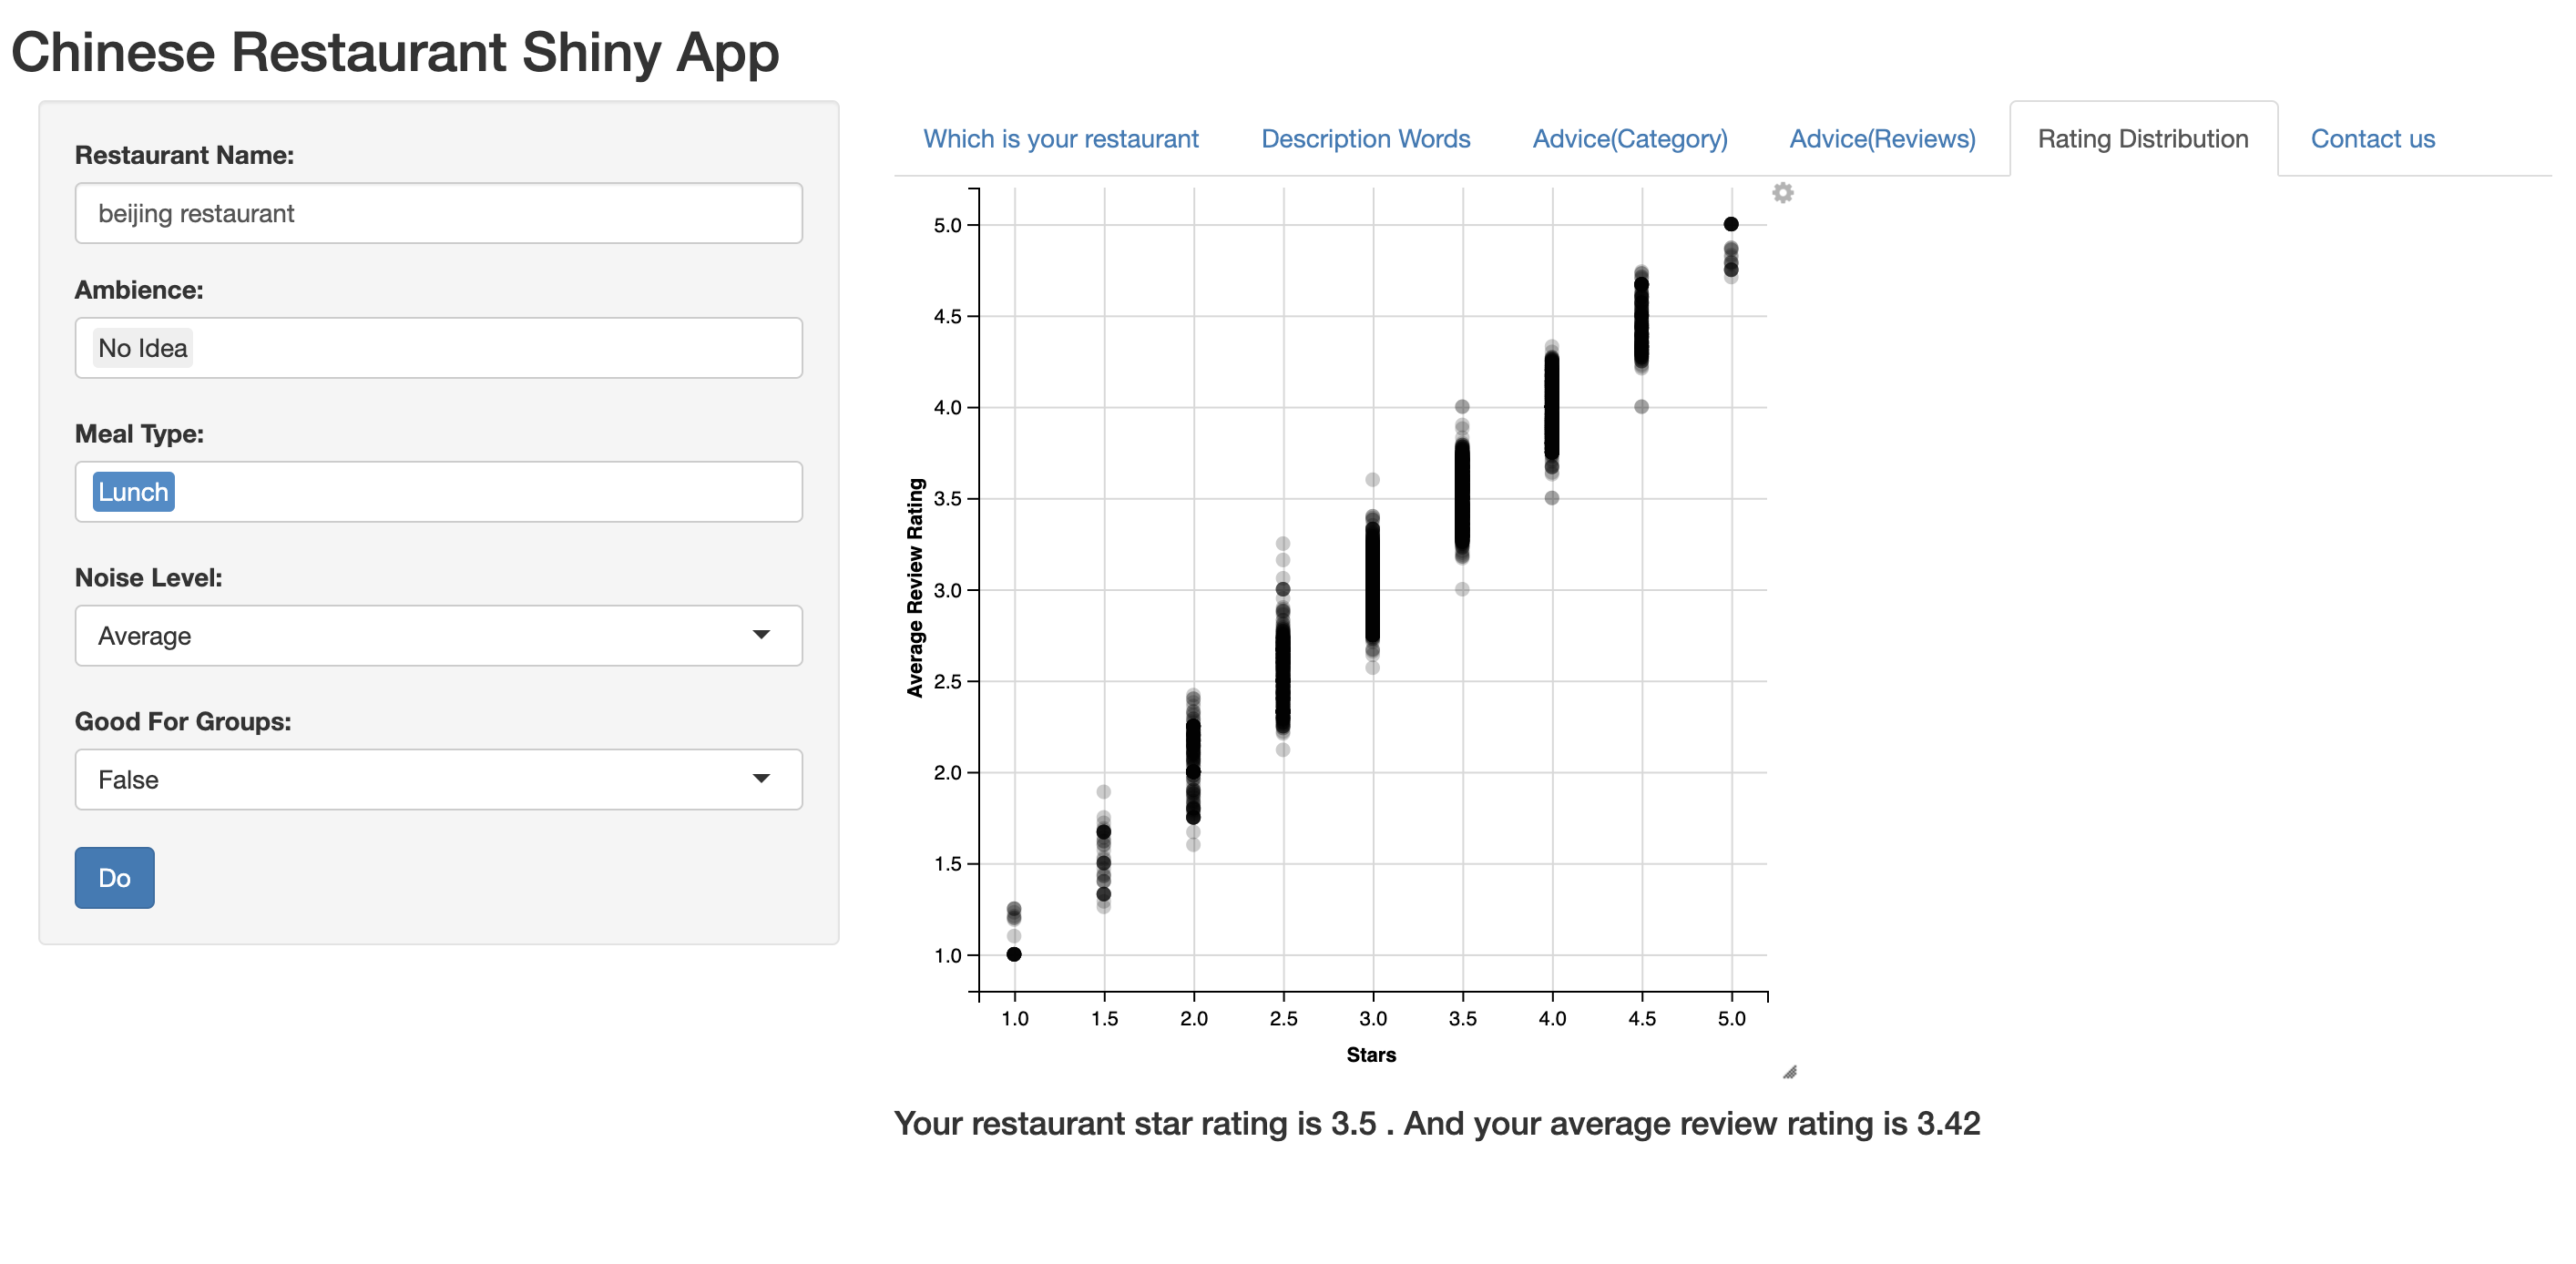 Chinese Restaurant Shiny App
Restaurant Name:
beijing restaurant
Ambience:
No Idea
Meal Type:
Lunch
Noise Level:
Average
Good For Groups:
False
Do
Which is your restaurant
Description Words
Advice(Category)
Advice(Reviews)
Rating Distribution
Contact us
Average Review Rating
5.0
4.5
4.0
3.5
3.0
2.5
2.0
1.5
1.0
1.0 1.5 2.0 2.5 3.0 3.5 4.0 4.5 5.0
Stars
Your restaurant star rating is 3.5 . And your average review rating is 3.42